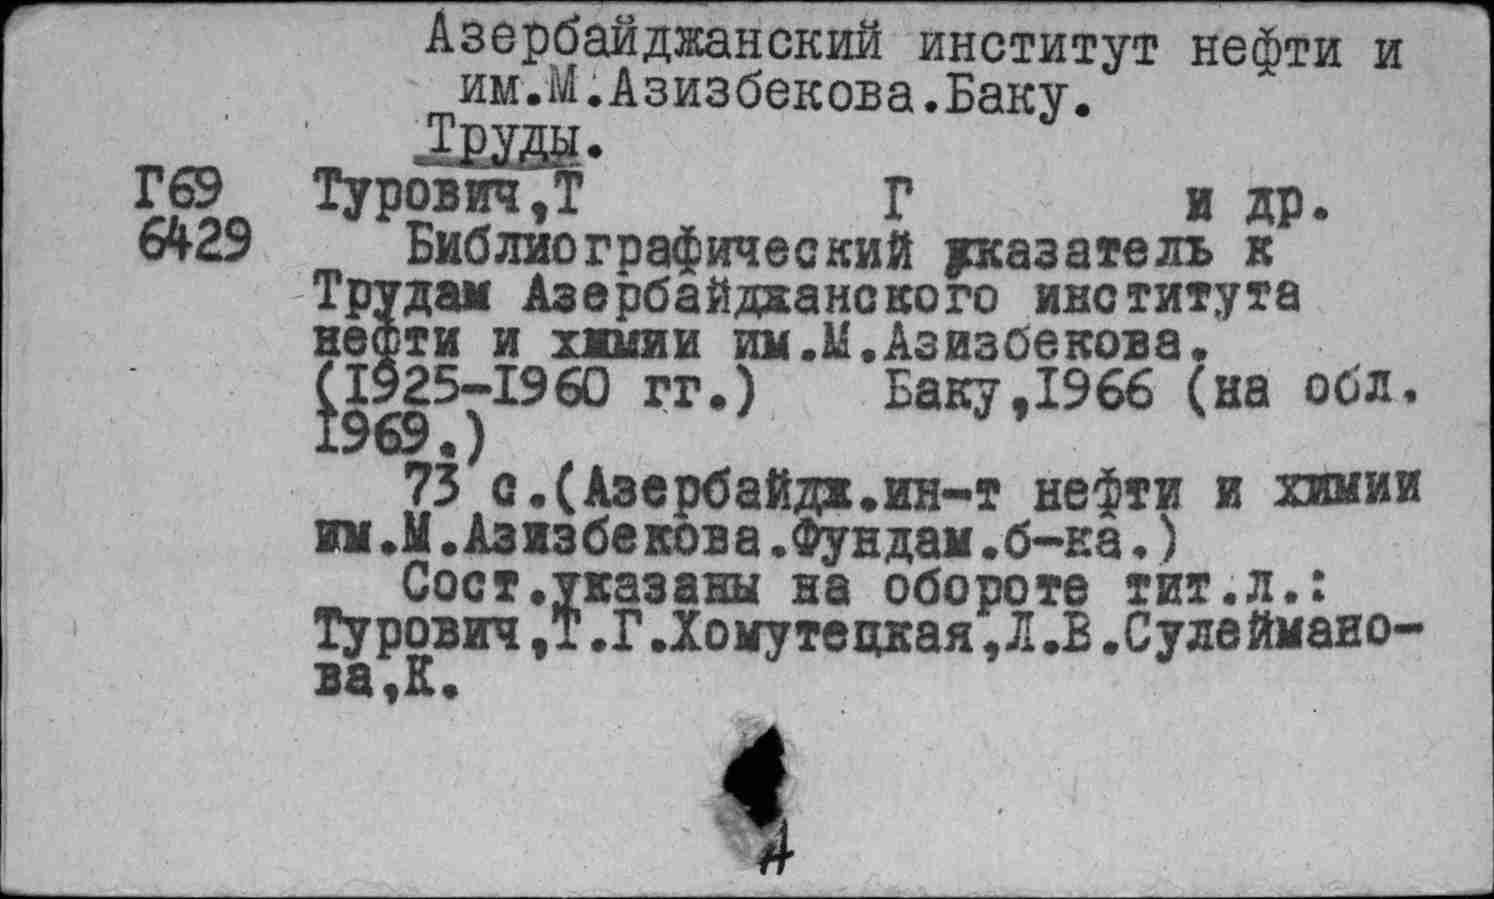 Азербайджанский институт нефти и
им.М.Азизбекова.Баку.
Труды.
Г69 Турович,Т Г и др.
6429 Библиографический указатель к
Трудам Азербайджанского института
нефти и химии им.М.Азизбекова.
(1925-1960 гг.) Баку,1966 (на обл.
1969.)
73 с.(Азербайдж.ин-т нефти и химии
им.М.Азизбекова.Фундам.б-ка.)
Сост.указаны на обороте тит.л.:
Турович,Т.Г.Хомутецкая,Л.В.Сулеймано-
ва,К.